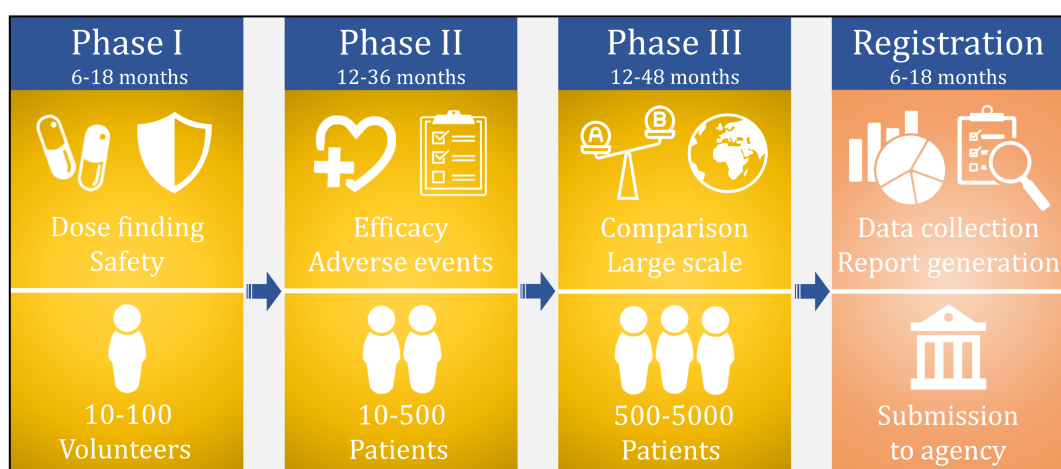 Phase I
6-18 months
Dose finding
Safety
10-100
Volunteers
Phase II
12-36 months
Efficacy
Adverse events
10-500
Patients
Phase III
12-48 months
A
B
Comparison
Large scale
500-5000
Patients
Registration
6-18 months
Data collection
Report generation
Submission
to agency